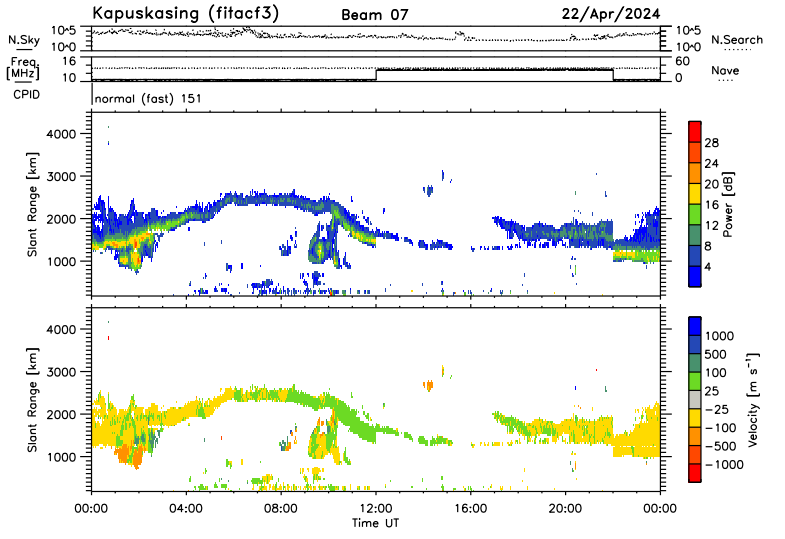 Kapuskasing (fitacf3) Beam 07 22/Apr/2024
N.Sky 10^5 10^0 10^5 10^0 N.Search
Freq. [MHz] 16 10 60 0 Nave
CPID normal (fast) 151
Slant Range [km] 4000 3000 2000 1000
28 24 20 16 12 8 4 Power [dB]
Slant Range [km] 4000 3000 2000 1000
1000 500 100 25 −25 −100 −500 −1000 Velocity [m s⁻¹]
00:00 04:00 08:00 12:00 16:00 20:00 00:00
Time UT